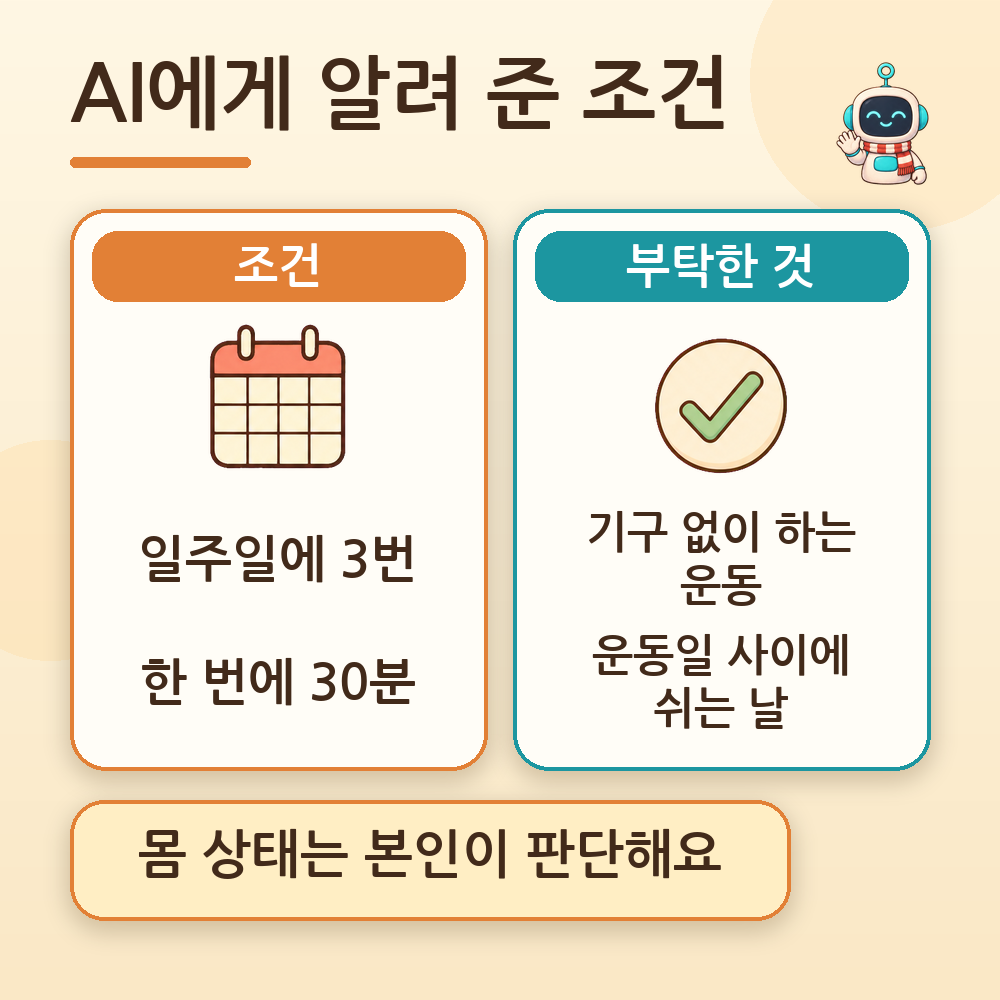 AI에게 알려 준 조건
조건
일주일에 3번
한 번에 30분
부탁한 것
기구 없이 하는
운동
운동일 사이에
쉬는 날
몸 상태는 본인이 판단해요